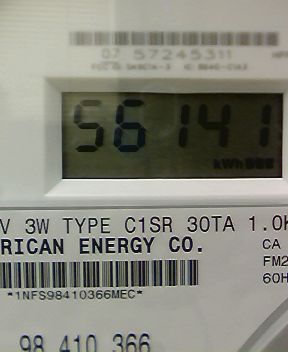 07 57245311
56141
kWh
V 3W TYPE C1SR 30TA 1.0K
RICAN ENERGY CO.
CA
FM2
60H
*1NFS98410366MEC*
98 410 366